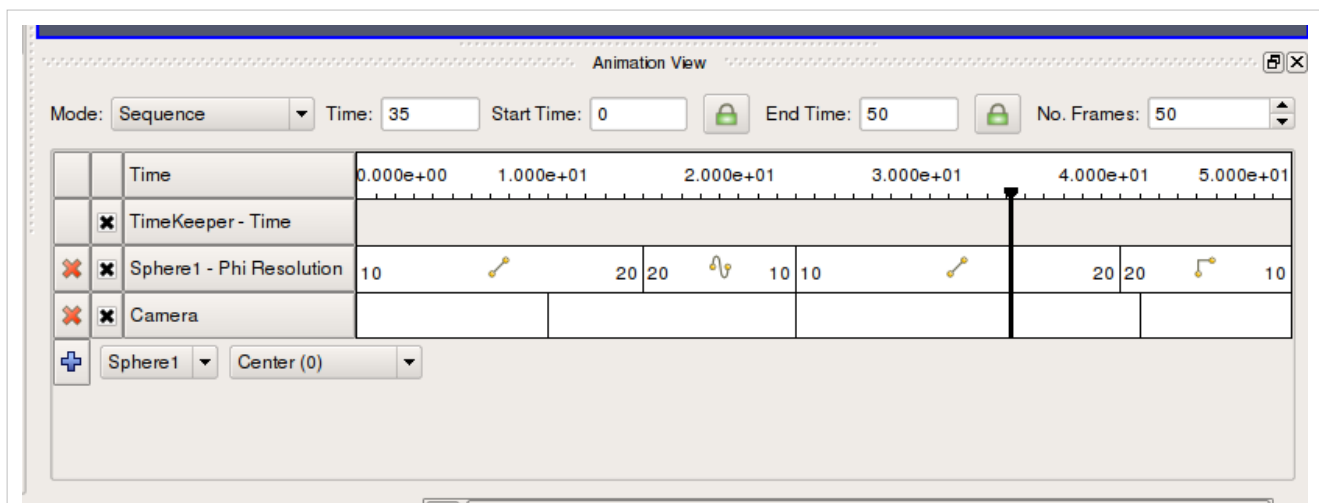 Animation View
Mode: Sequence Time: 35 Start Time: 0 End Time: 50 No. Frames: 50
Time 0.000e+00 1.000e+01 2.000e+01 3.000e+01 4.000e+01 5.000e+01
TimeKeeper - Time
Sphere1 - Phi Resolution 10 20 20 10 10 20 20 10
Camera
Sphere1 Center (0)